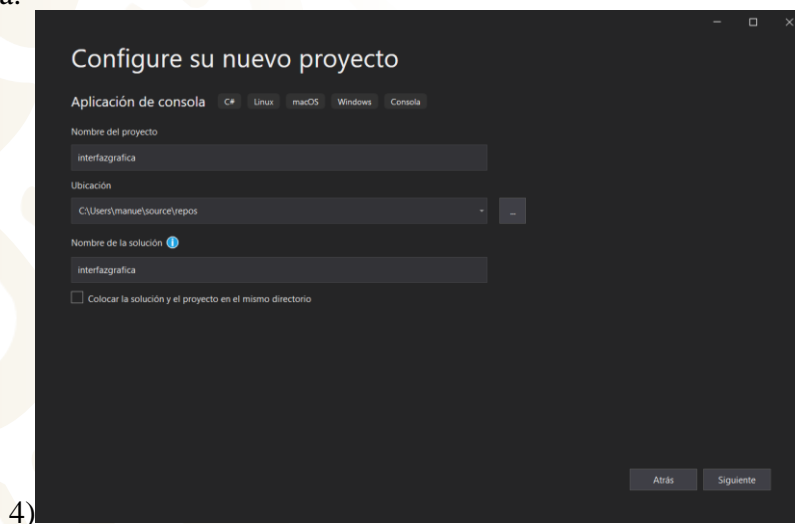 a.
Configure su nuevo proyecto
Aplicación de consola C# Linux macOS Windows Consola
Nombre del proyecto
interfazgrafica
Ubicación
C:\Users\manue\source\repos
...
Nombre de la solución
interfazgrafica
Colocar la solución y el proyecto en el mismo directorio
Atrás Siguiente
4)